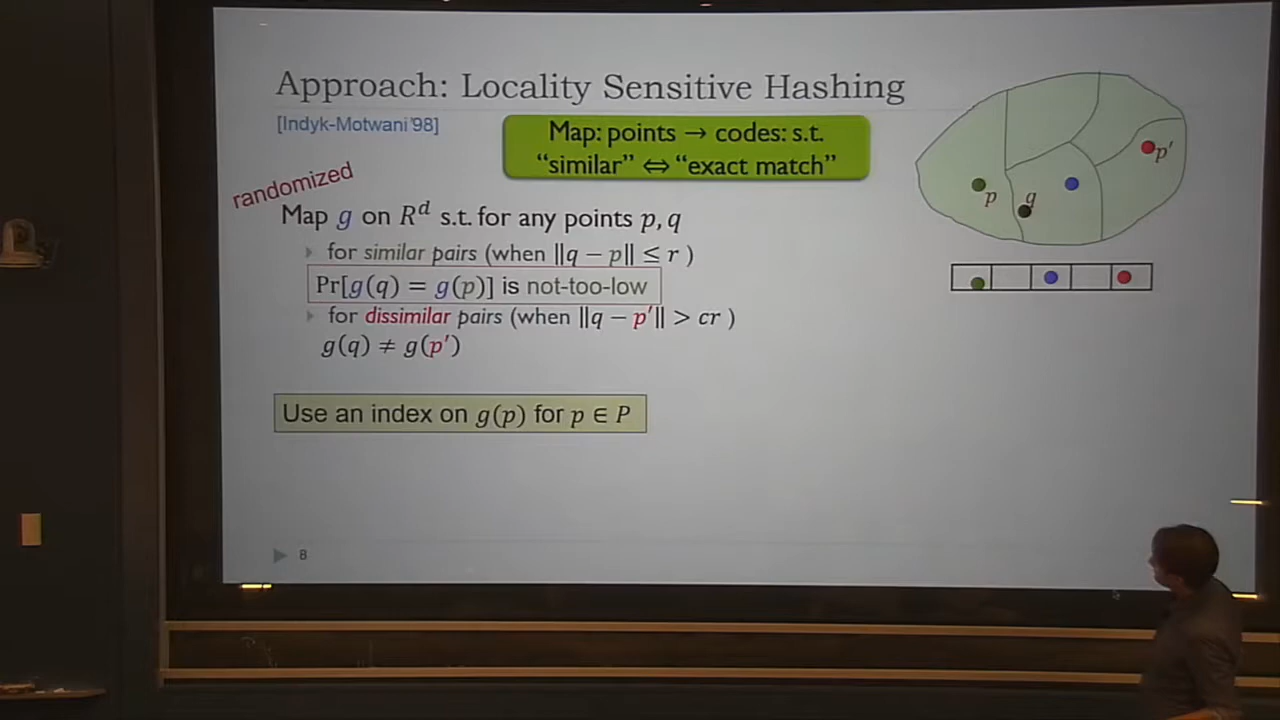 Approach: Locality Sensitive Hashing
[Indyk-Motwani'98]
Map: points → codes: s.t.
“similar” ⇔ “exact match”
randomized
Map g on R^d s.t. for any points p, q
for similar pairs (when ||q − p|| ≤ r )
Pr[g(q) = g(p)] is not-too-low
for dissimilar pairs (when ||q − p′|| > cr )
g(q) ≠ g(p′)
Use an index on g(p) for p ∈ P
p
q
p′
8